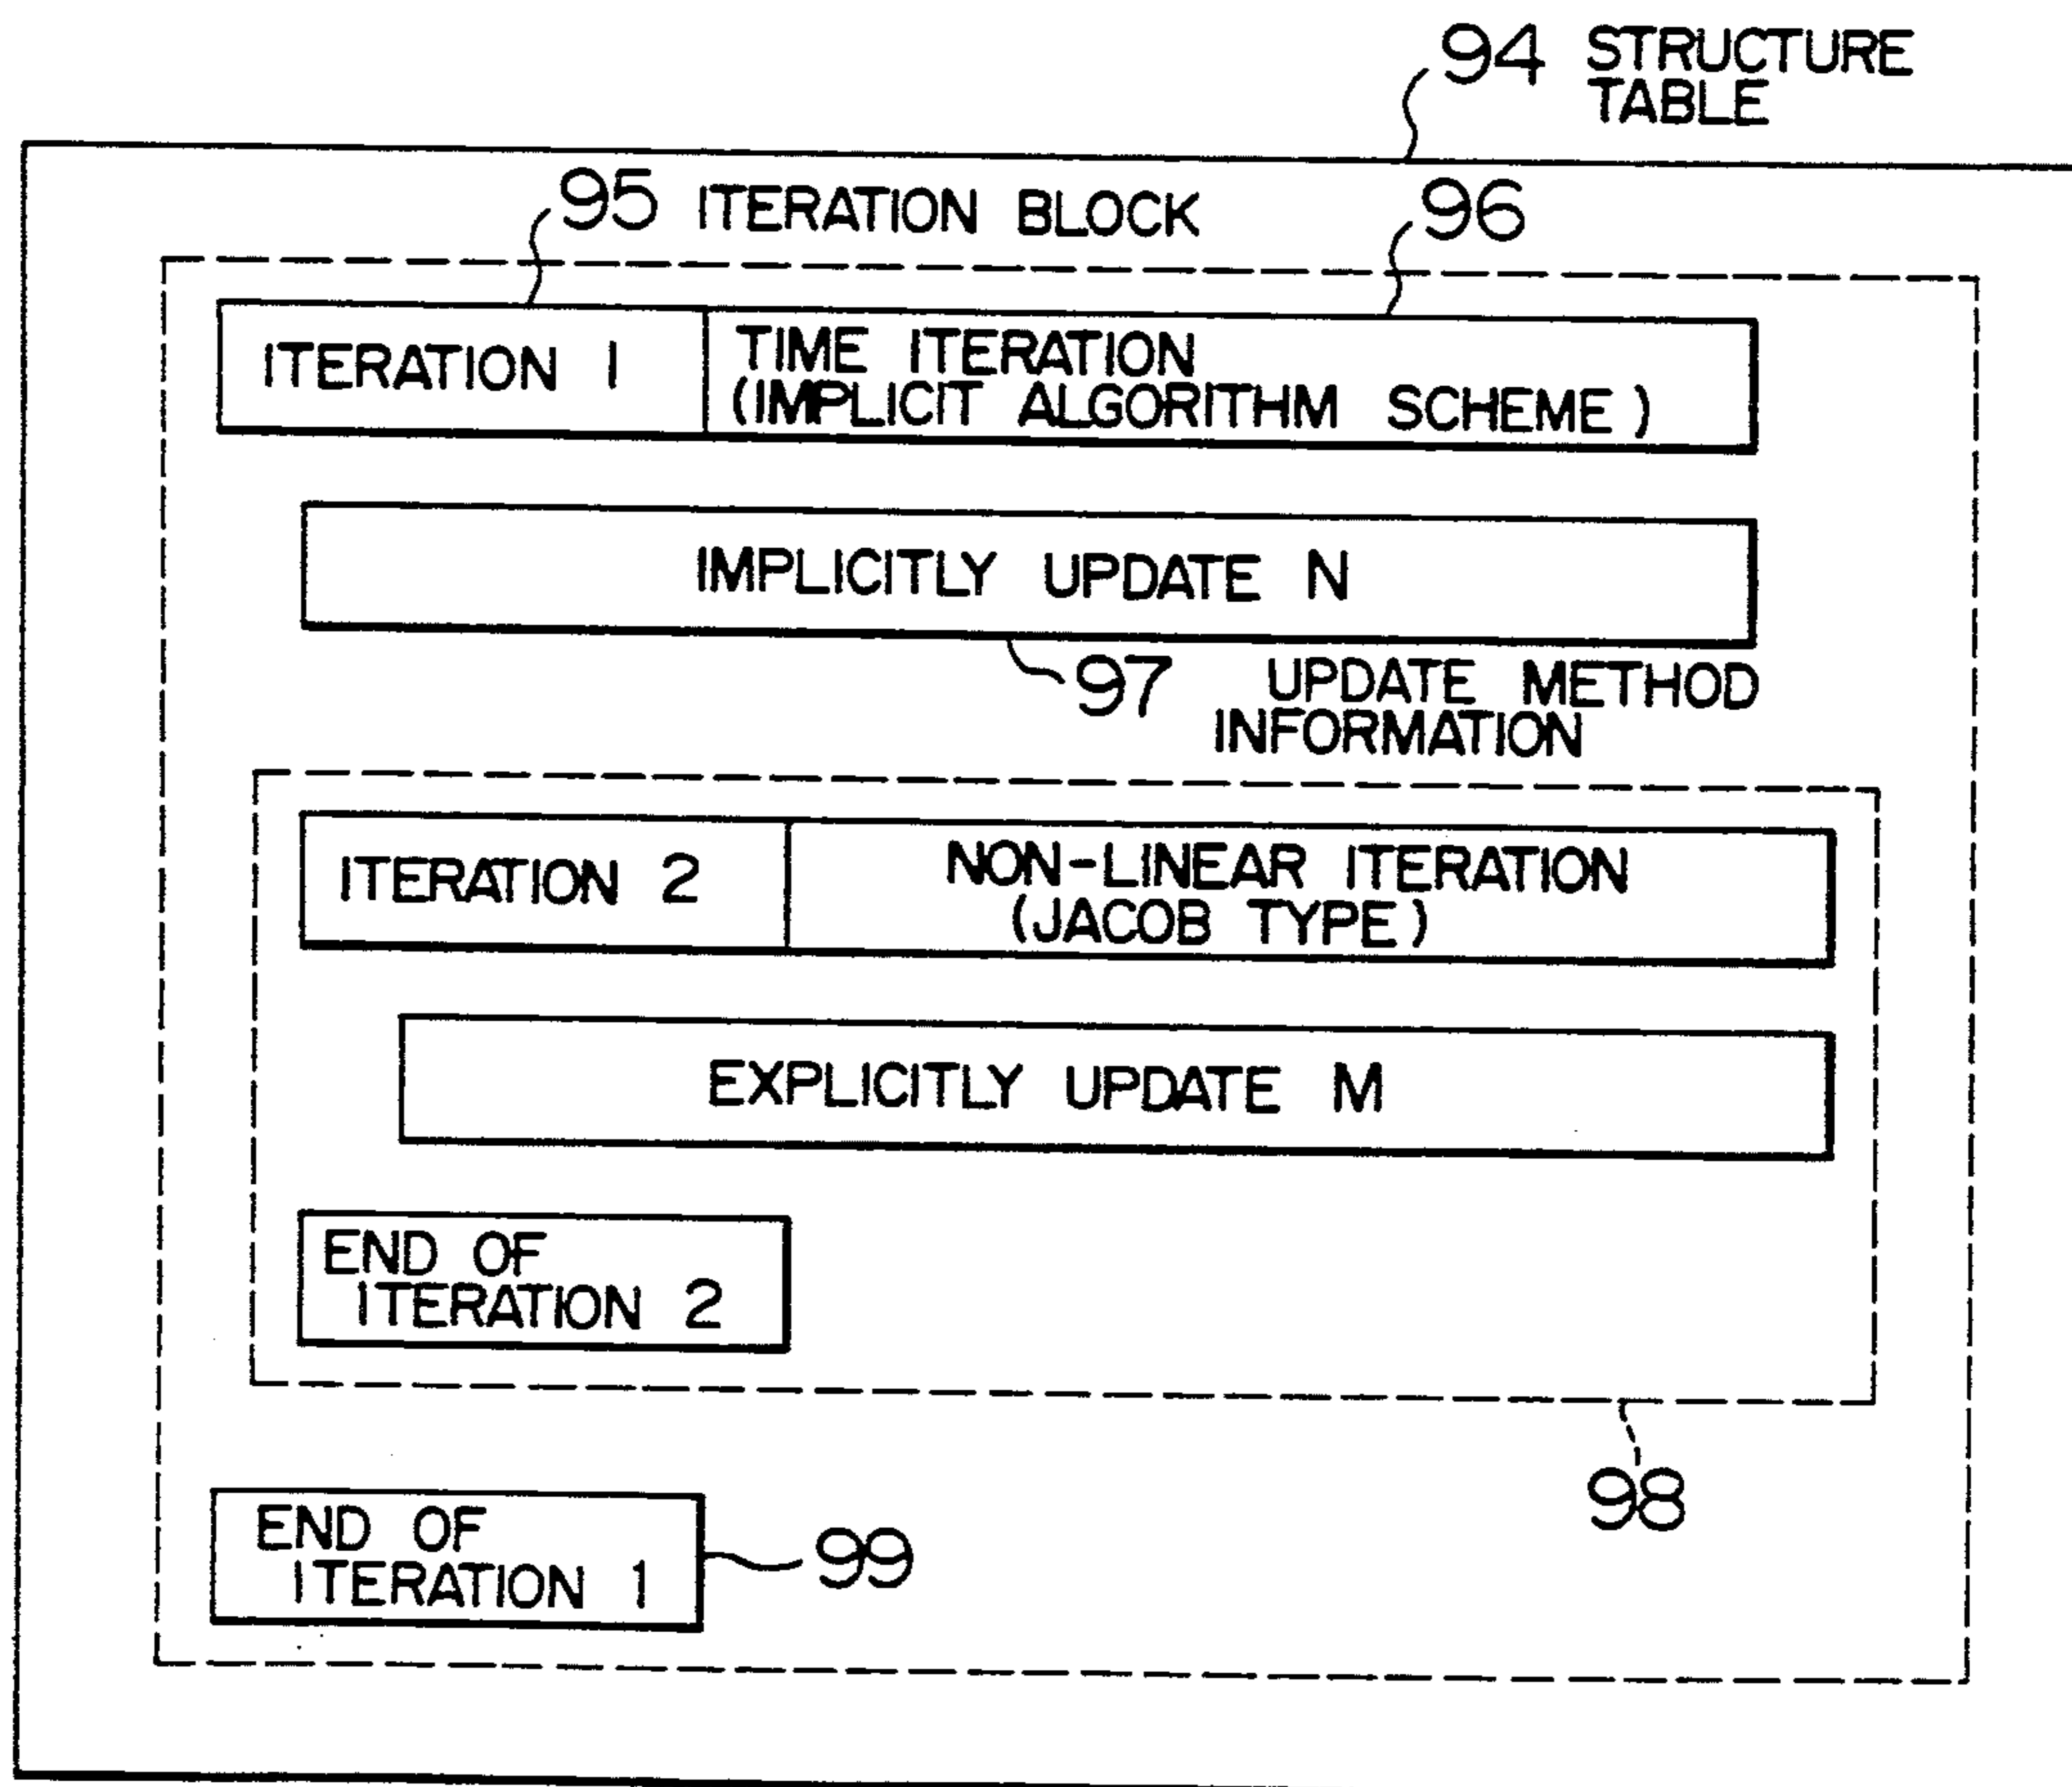 94 STRUCTURE
TABLE
95 ITERATION BLOCK
96
ITERATION 1
TIME ITERATION
(IMPLICIT ALGORITHM SCHEME)
IMPLICITLY UPDATE N
97 UPDATE METHOD
INFORMATION
ITERATION 2
NON-LINEAR ITERATION
(JACOB TYPE)
EXPLICITLY UPDATE M
END OF
ITERATION 2
98
END OF
ITERATION 1
99